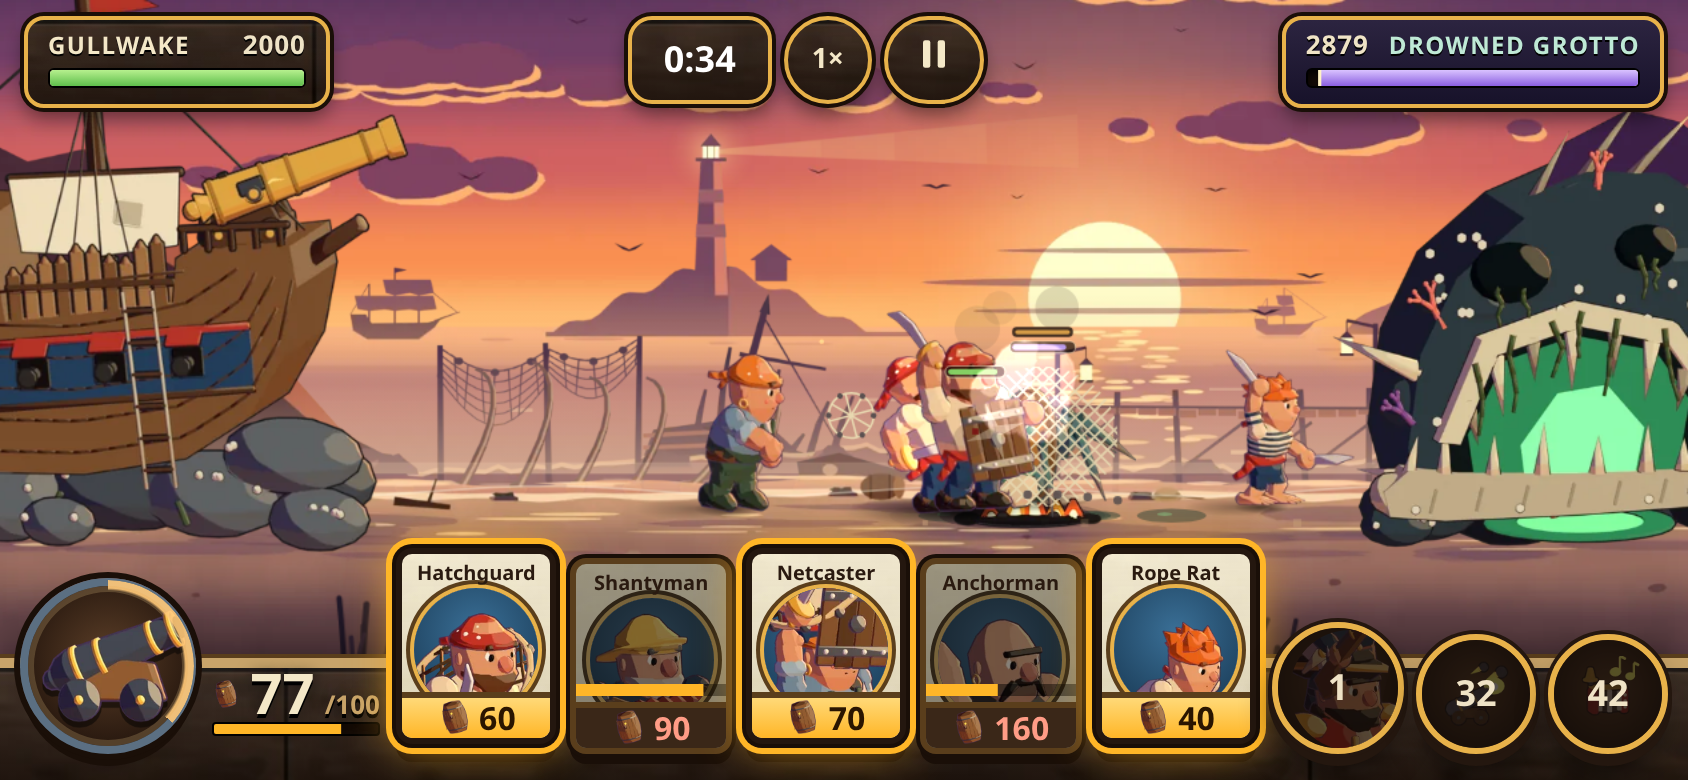 GULLWAKE 2000
0:34
1×
2879 DROWNED GROTTO
77 /100
Hatchguard
60
Shantyman
90
Netcaster
70
Anchorman
160
Rope Rat
40
1
32
42